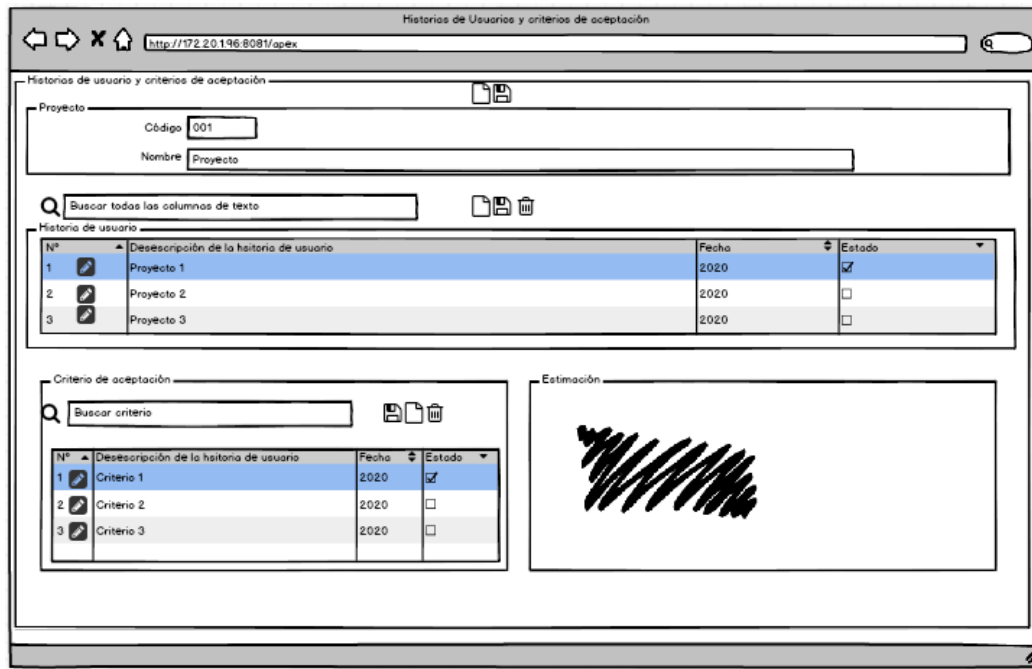 Historias de Usuarios y criterios de aceptación
http://172.20.1.96:8081/apex
Historias de usuario y criterios de aceptación
Proyecto
Código 001
Nombre Proyecto
Buscar todas las columnas de texto
Historia de usuario
N° Desescripción de la hsitoria de usuario Fecha Estado
1 Proyecto 1 2020
2 Proyecto 2 2020
3 Proyecto 3 2020
Criterio de aceptación
Estimación
Buscar criterio
N° Desescripción de la hsitoria de usuario Fecha Estado
1 Criterio 1 2020
2 Criterio 2 2020
3 Criterio 3 2020